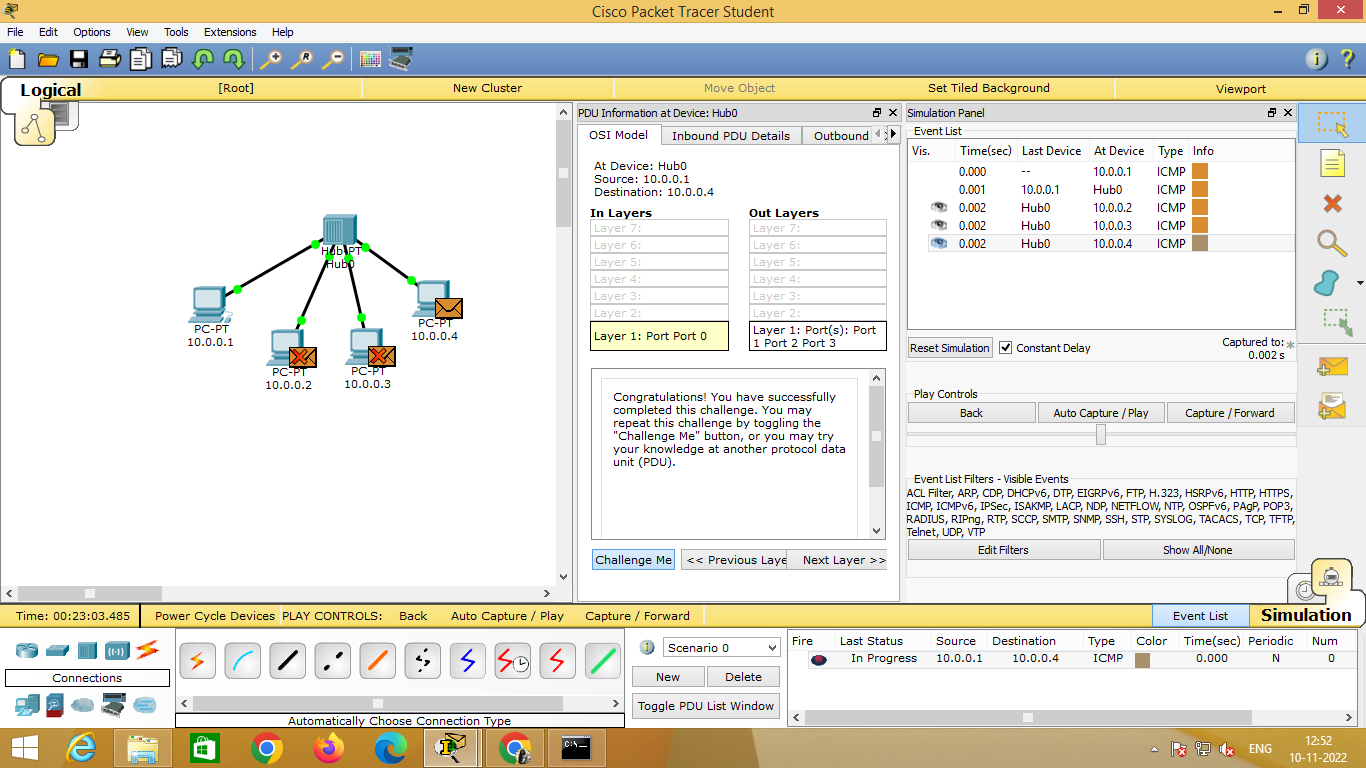 Cisco Packet Tracer Student
File Edit Options View Tools Extensions Help
Logical [Root] New Cluster Move Object Set Tiled Background Viewport
Hub-PT
Hub0
PC-PT
10.0.0.1
PC-PT
10.0.0.2
PC-PT
10.0.0.3
PC-PT
10.0.0.4
PDU Information at Device: Hub0
OSI Model Inbound PDU Details Outbound
At Device: Hub0
Source: 10.0.0.1
Destination: 10.0.0.4
In Layers Out Layers
Layer 7: Layer 7:
Layer 6: Layer 6:
Layer 5: Layer 5:
Layer 4: Layer 4:
Layer 3: Layer 3:
Layer 2: Layer 2:
Layer 1: Port Port 0
Layer 1: Port(s): Port
1 Port 2 Port 3
Congratulations! You have successfully
completed this challenge. You may
repeat this challenge by toggling the
"Challenge Me" button, or you may try
your knowledge at another protocol data
unit (PDU).
Challenge Me << Previous Laye Next Layer >>
Simulation Panel
Event List
Vis. Time(sec) Last Device At Device Type Info
0.000 -- 10.0.0.1 ICMP
0.001 10.0.0.1 Hub0 ICMP
0.002 Hub0 10.0.0.2 ICMP
0.002 Hub0 10.0.0.3 ICMP
0.002 Hub0 10.0.0.4 ICMP
Reset Simulation Constant Delay
Captured to: *
0.002 s
Play Controls
Back Auto Capture / Play Capture / Forward
Event List Filters - Visible Events
ACL Filter, ARP, CDP, DHCPv6, DTP, EIGRPv6, FTP, H.323, HSRPv6, HTTP, HTTPS,
ICMP, ICMPv6, IPSec, ISAKMP, LACP, NDP, NETFLOW, NTP, OSPFv6, PAgP, POP3,
RADIUS, RIPng, RTP, SCCP, SMTP, SNMP, SSH, STP, SYSLOG, TACACS, TCP, TFTP,
Telnet, UDP, VTP
Edit Filters Show All/None
Time: 00:23:03.485 Power Cycle Devices PLAY CONTROLS: Back Auto Capture / Play Capture / Forward Event List Simulation
Connections
Automatically Choose Connection Type
Scenario 0
New Delete
Toggle PDU List Window
Fire Last Status Source Destination Type Color Time(sec) Periodic Num
In Progress 10.0.0.1 10.0.0.4 ICMP 0.000 N 0
ENG
12:52
10-11-2022